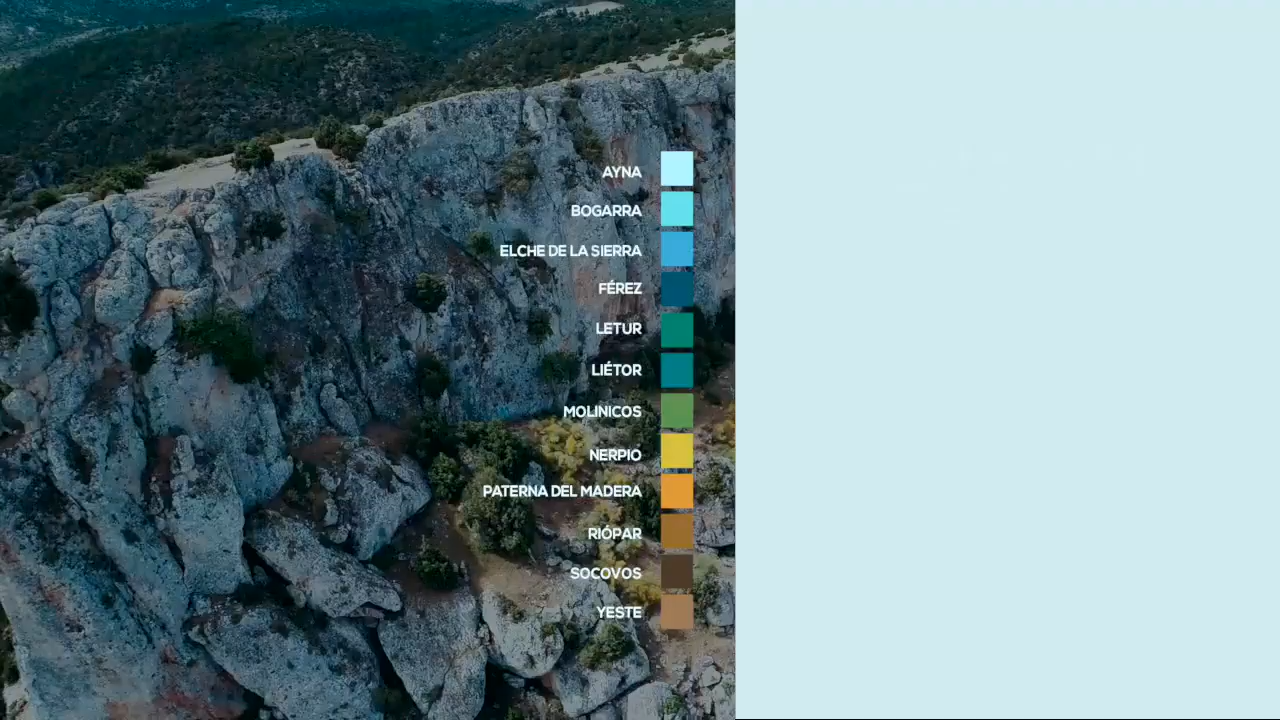 AYNA
BOGARRA
ELCHE DE LA SIERRA
FÉREZ
LETUR
LIÉTOR
MOLINICOS
NERPIO
PATERNA DEL MADERA
RIÓPAR
SOCOVOS
YESTE